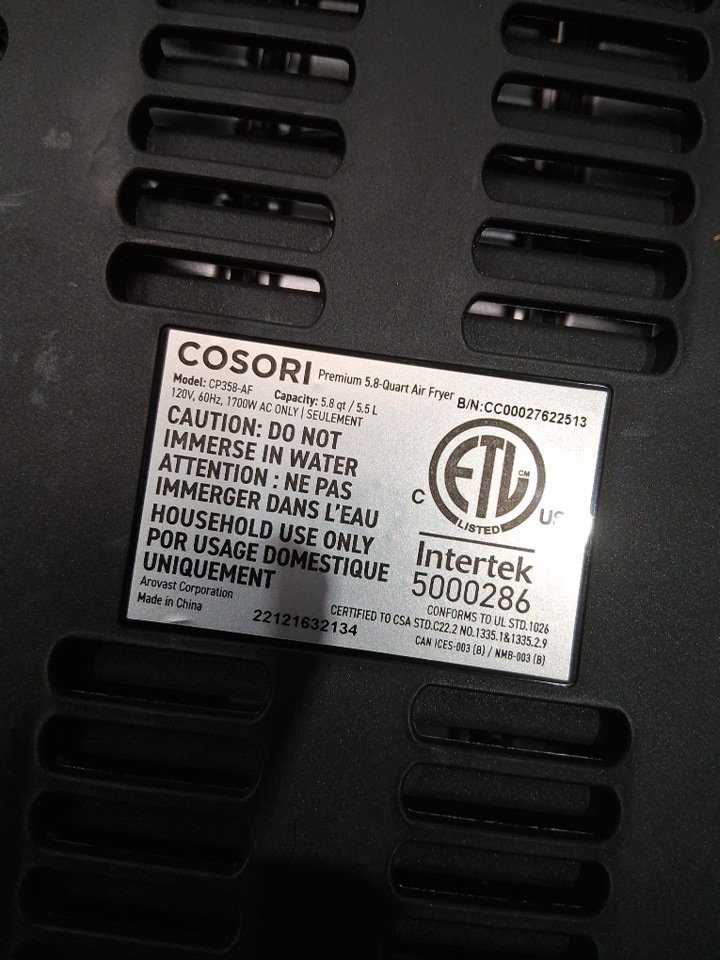 COSORI Premium 5.8-Quart Air Fryer
Model: CP358-AF Capacity: 5.8 qt / 5.5 L B/N:CC00027622513
120V, 60Hz, 1700W AC ONLY | SEULEMENT
CAUTION: DO NOT
IMMERSE IN WATER
ATTENTION : NE PAS
IMMERGER DANS L'EAU
HOUSEHOLD USE ONLY
POR USAGE DOMESTIQUE
UNIQUEMENT
Arovast Corporation
Made in China
22121632134
ETL CM
C US
LISTED
Intertek
5000286
CONFORMS TO UL STD.1026
CERTIFIED TO CSA STD.C22.2 NO.1335.1&1335.2.9
CAN ICES-003 (B) / NMB-003 (B)